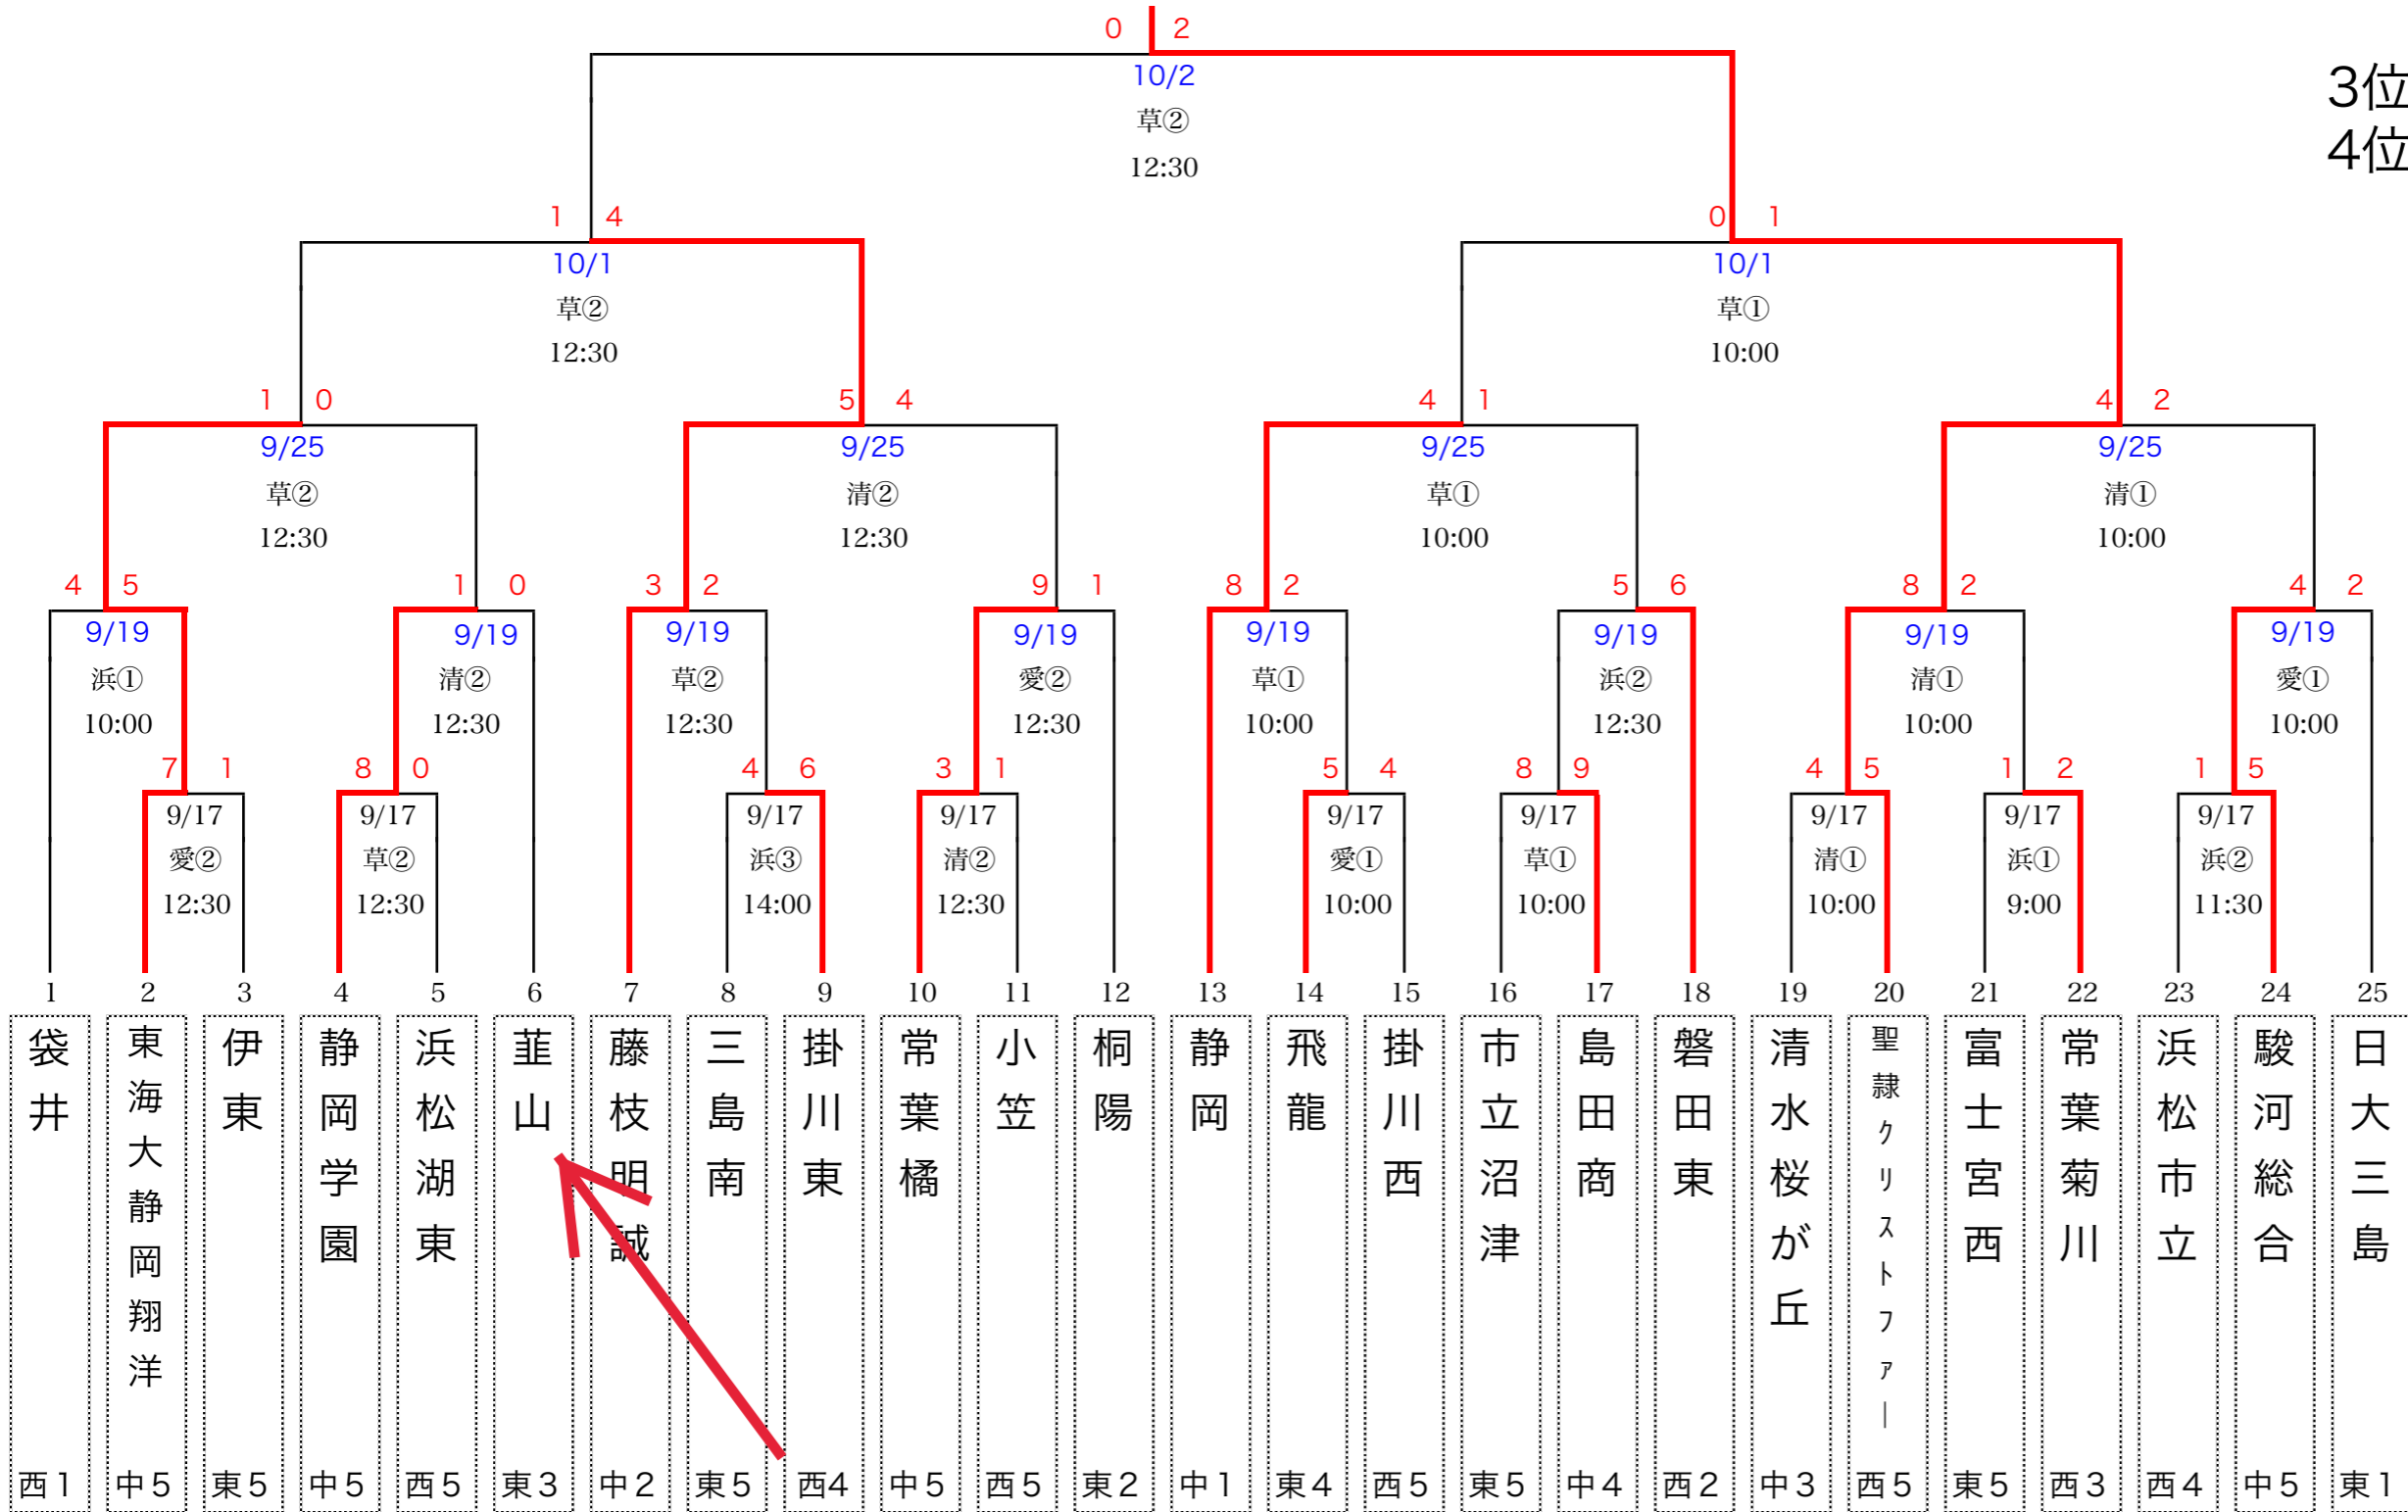 0 2
10/2
草②
12:30
3位
4位
1 4
10/1
草②
12:30
0 1
10/1
草①
10:00
1 0
9/25
草②
12:30
5 4
9/25
清②
12:30
4 1
9/25
草①
10:00
4 2
9/25
清①
10:00
4 5
9/19
浜①
10:00
1 0
9/19
清②
12:30
3 2
9/19
草②
12:30
9 1
9/19
愛②
12:30
8 2
9/19
草①
10:00
5 6
9/19
浜②
12:30
8 2
9/19
清①
10:00
4 2
9/19
愛①
10:00
7 1
9/17
愛②
12:30
8 0
9/17
草②
12:30
4 6
9/17
浜③
14:00
3 1
9/17
清②
12:30
5 4
9/17
愛①
10:00
8 9
9/17
草①
10:00
4 5
9/17
清①
10:00
1 2
9/17
浜①
9:00
1 5
9/17
浜②
11:30
1 2 3 4 5 6 7 8 9 10 11 12 13 14 15 16 17 18 19 20 21 22 23 24 25
袋井
東海大静岡翔洋
伊東
静岡学園
浜松湖東
韮山
藤枝明誠
三島南
掛川東
常葉橘
小笠
桐陽
静岡
飛龍
掛川西
市立沼津
島田商
磐田東
清水桜が丘
聖隷ｸﾘｽﾄﾌｧｰ
富士宮西
常葉菊川
浜松市立
駿河総合
日大三島
西1 中5 東5 中5 西5 東3 中2 東5 西4 中5 西5 東2 中1 東4 西5 東5 中4 西2 中3 西5 東5 西3 西4 中5 東1